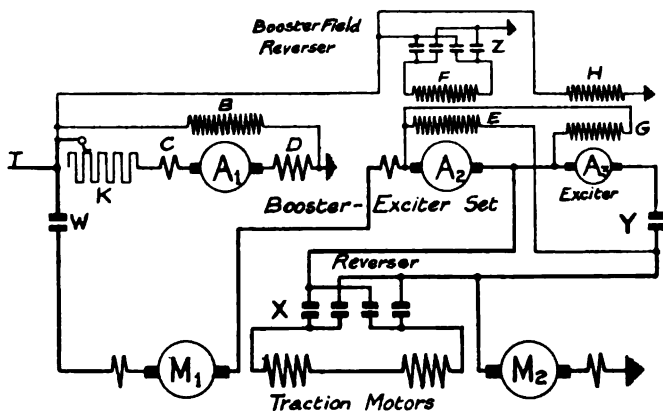 Booster Field
Reverser
Z
F
H
B
E
G
C
D
T
A1
A2
A3
K
Exciter
Booster-Exciter Set
W
Y
Reverser
X
M1
M2
Traction Motors